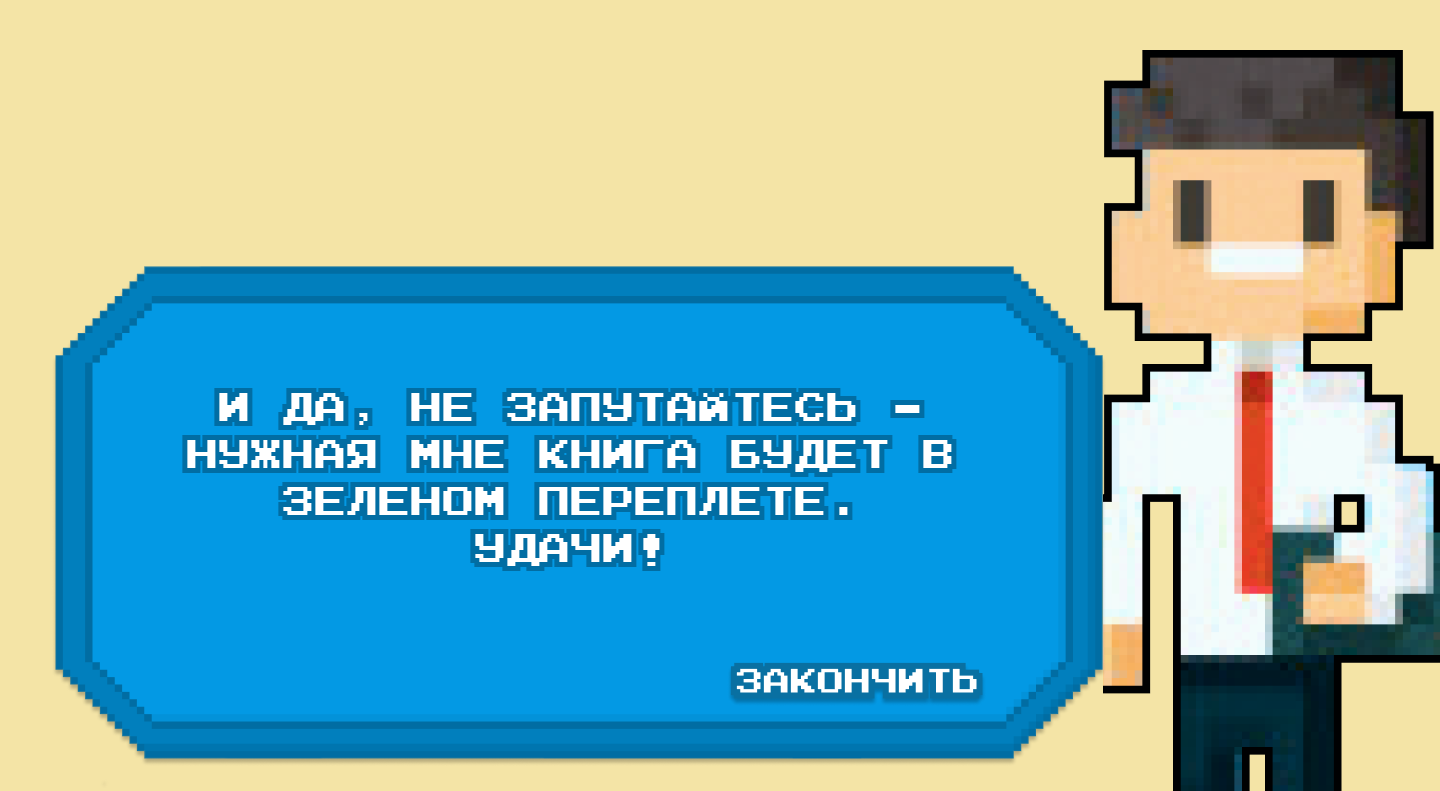 И ДА, НЕ ЗАПУТАЙТЕСЬ -
НУЖНАЯ МНЕ КНИГА БУДЕТ В
ЗЕЛЕНОМ ПЕРЕПЛЕТЕ.
УДАЧИ!
ЗАКОНЧИТЬ